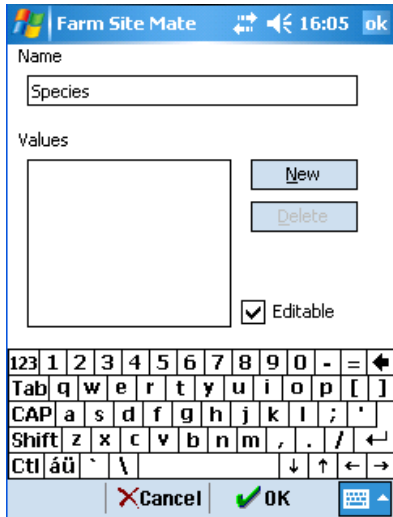 Farm Site Mate 16:05 ok
Name
Species
Values
New
Delete
Editable
123 1 2 3 4 5 6 7 8 9 0 - = ←
Tab q w e r t y u i o p [ ]
CAP a s d f g h j k l ; '
Shift z x c v b n m , . / ↵
Ctl áü ` \ ↓ ↑ ← →
Cancel OK